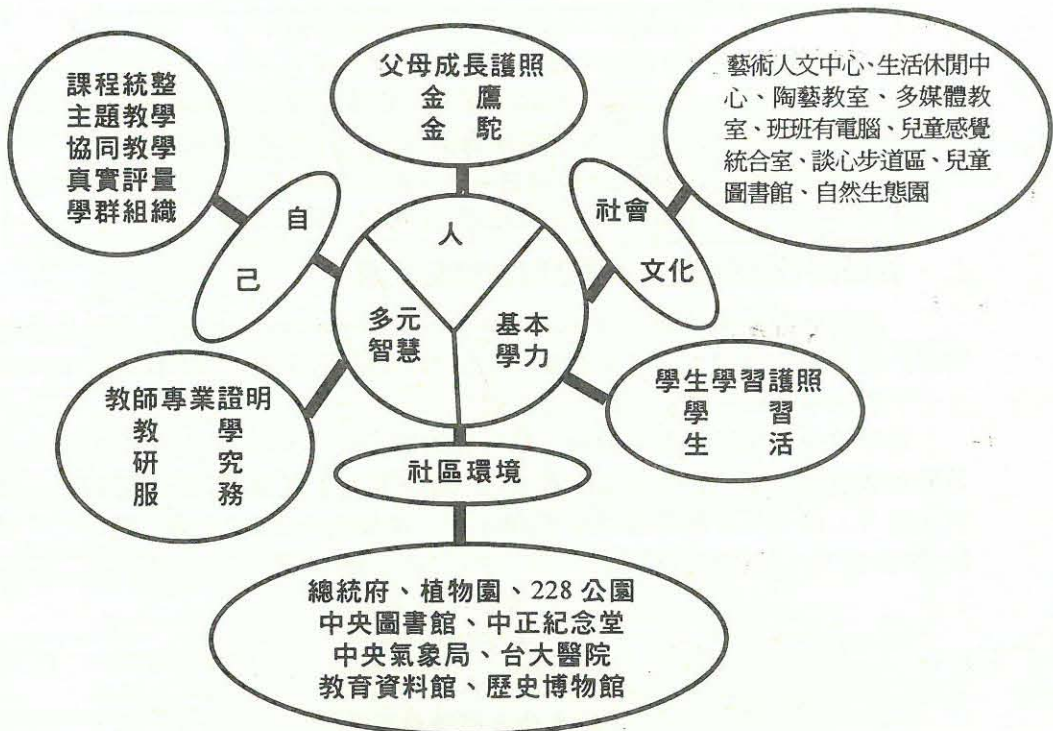 課程統整
主題教學
協同教學
真實評量
學群組織
父母成長護照
金鷹
金駝
藝術人文中心、生活休閒中
心、陶藝教室、多媒體教
室、班班有電腦、兒童感覺
統合室、談心步道區、兒童
圖書館、自然生態園
自
己
人
社會
文化
多元
智慧
基本
學力
教師專業證明
教學
研究
服務
學生學習護照
學習
生活
社區環境
總統府、植物園、228公園
中央圖書館、中正紀念堂
中央氣象局、台大醫院
教育資料館、歷史博物館